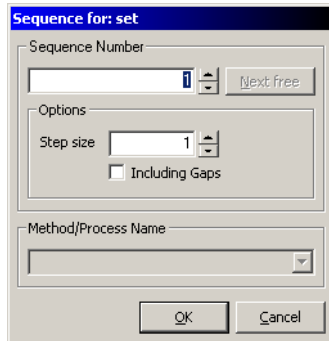 Sequence for: set
Sequence Number
1 Next free
Options
Step size 1
Including Gaps
Method/Process Name
OK Cancel